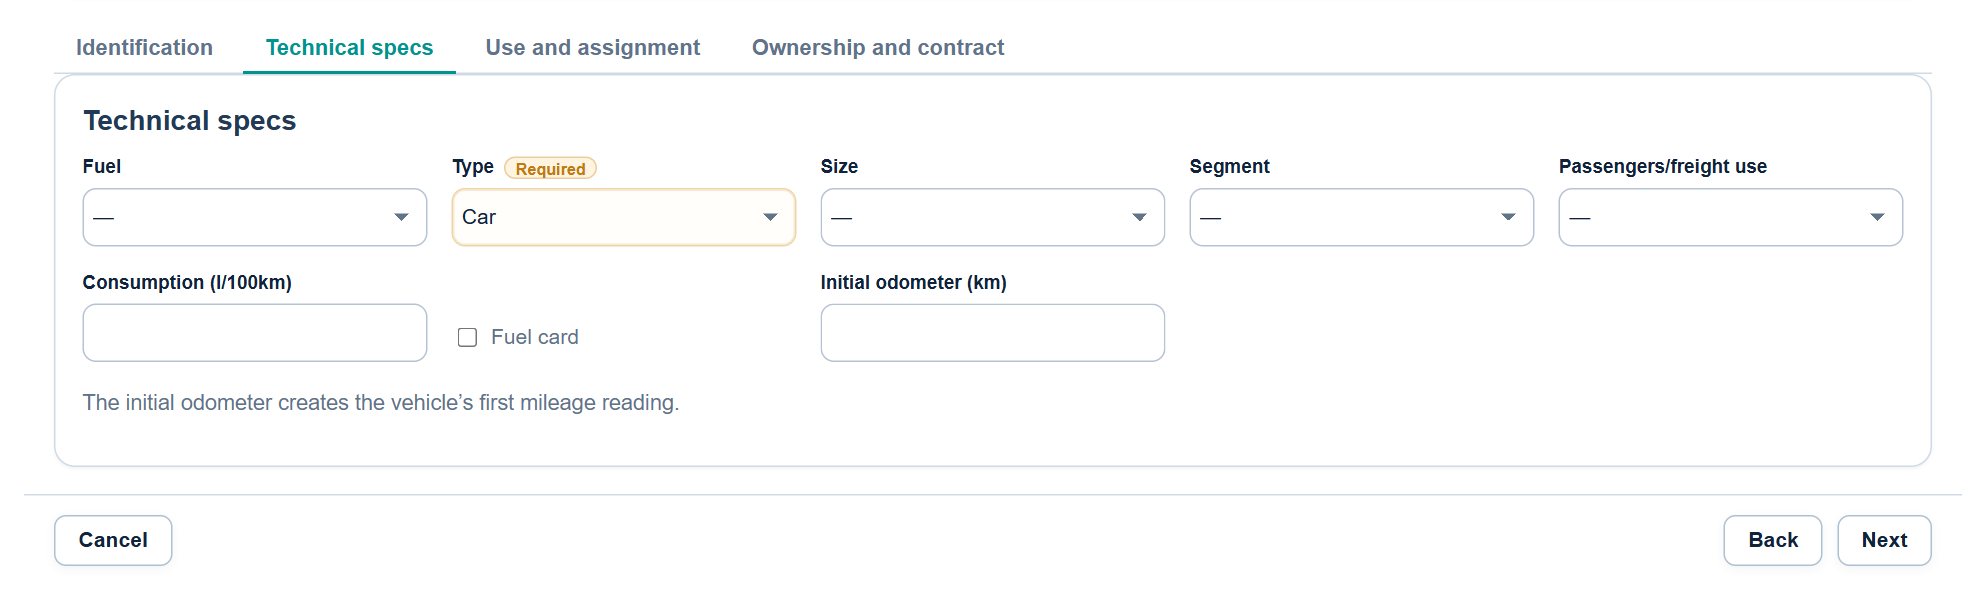 Identification Technical specs Use and assignment Ownership and contract
Technical specs
Fuel Type Required Size Segment Passengers/freight use
— Car — — —
Consumption (l/100km) Initial odometer (km)
Fuel card
The initial odometer creates the vehicle’s first mileage reading.
Cancel Back Next